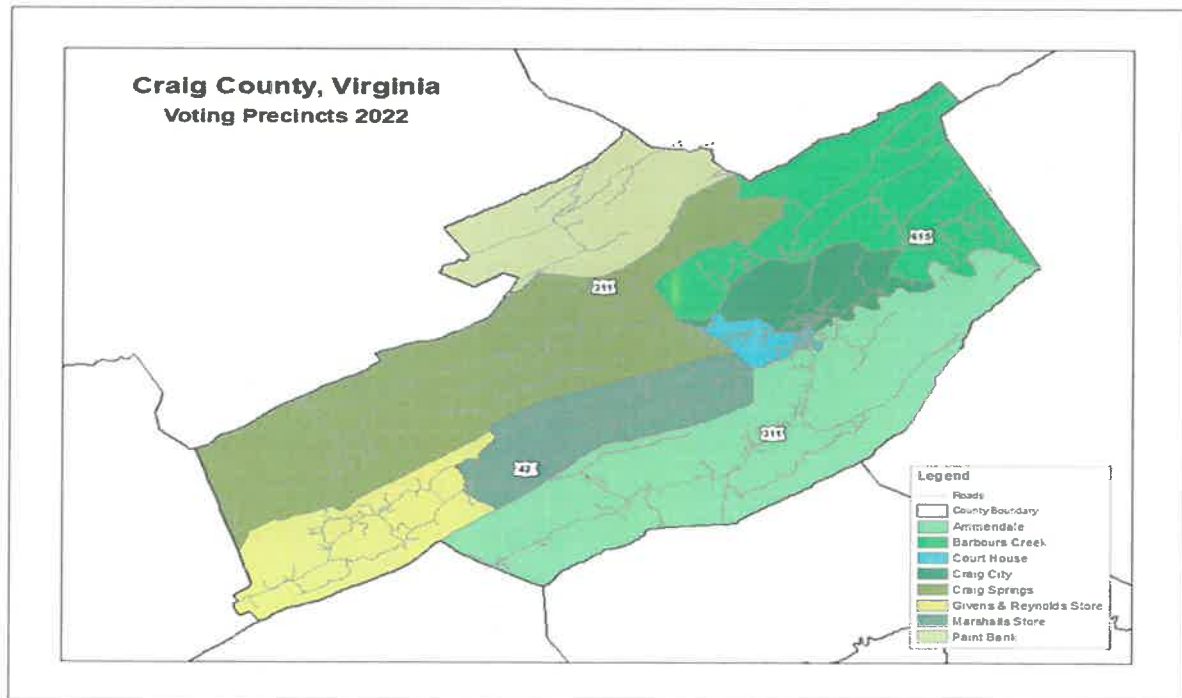 Craig County, Virginia
Voting Precincts 2022
615
311
311
42
Legend
Roads
County Boundary
Ammendale
Barbours Creek
Court House
Craig City
Craig Springs
Givens & Reynolds Store
Marshalls Store
Paint Bank